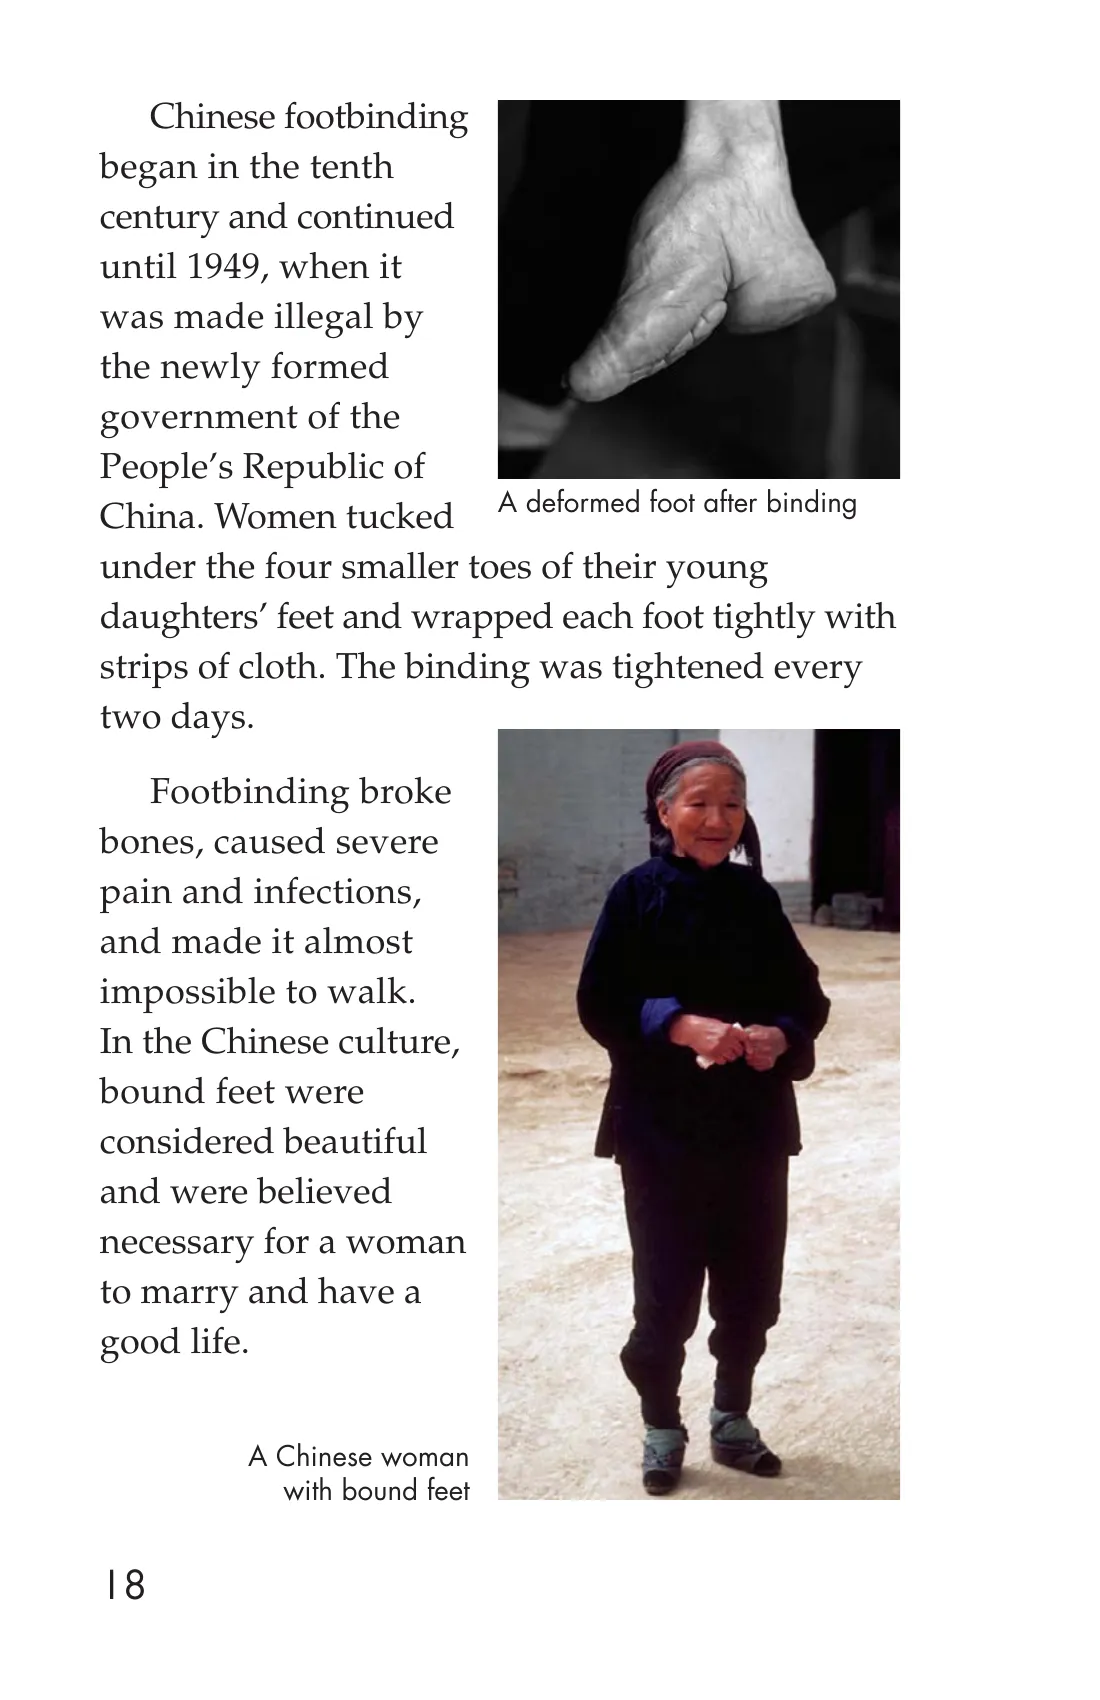 Chinese footbinding
began in the tenth
century and continued
until 1949, when it
was made illegal by
the newly formed
government of the
People’s Republic of
China. Women tucked
under the four smaller toes of their young
daughters’ feet and wrapped each foot tightly with
strips of cloth. The binding was tightened every
two days.
A deformed foot after binding
Footbinding broke
bones, caused severe
pain and infections,
and made it almost
impossible to walk.
In the Chinese culture,
bound feet were
considered beautiful
and were believed
necessary for a woman
to marry and have a
good life.
A Chinese woman
with bound feet
18